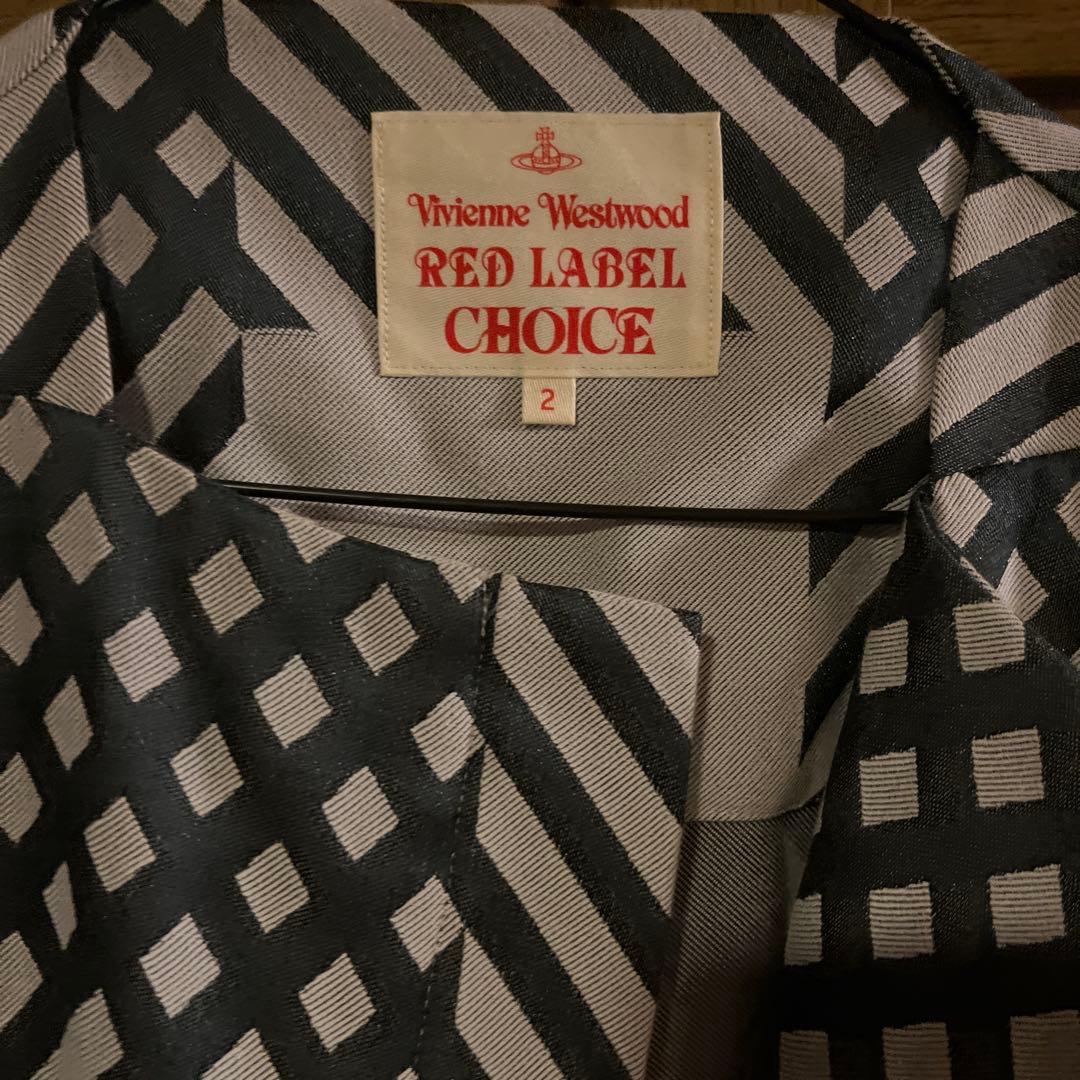 Vivienne Westwood
RED LABEL
CHOICE
2